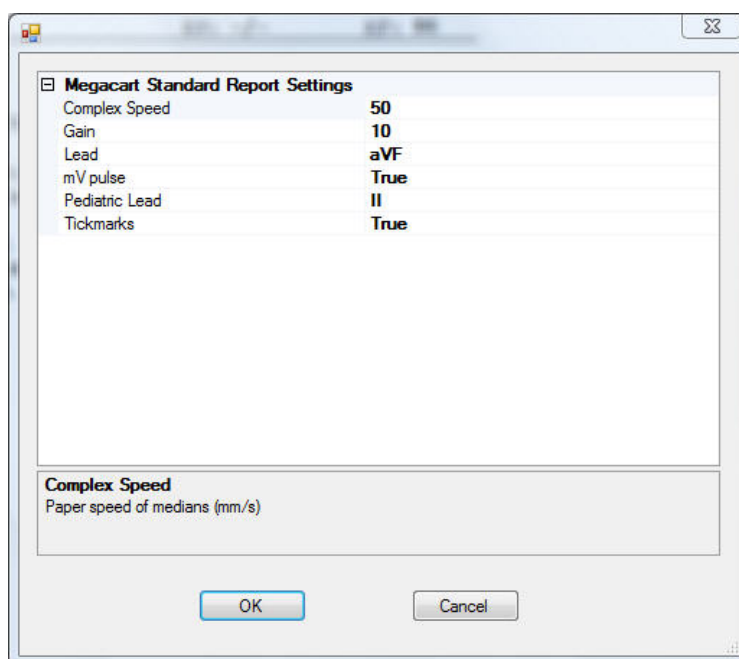 Megacart Standard Report Settings
Complex Speed 50
Gain 10
Lead aVF
mV pulse True
Pediatric Lead II
Tickmarks True
Complex Speed
Paper speed of medians (mm/s)
OK Cancel